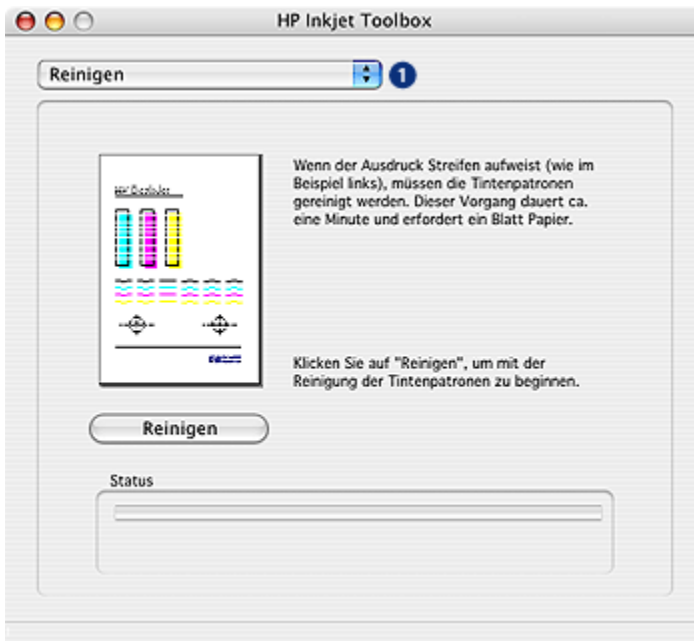 HP Inkjet Toolbox
Reinigen
1
Wenn der Ausdruck Streifen aufweist (wie im
Beispiel links), müssen die Tintenpatronen
gereinigt werden. Dieser Vorgang dauert ca.
eine Minute und erfordert ein Blatt Papier.
Klicken Sie auf "Reinigen", um mit der
Reinigung der Tintenpatronen zu beginnen.
Reinigen
Status